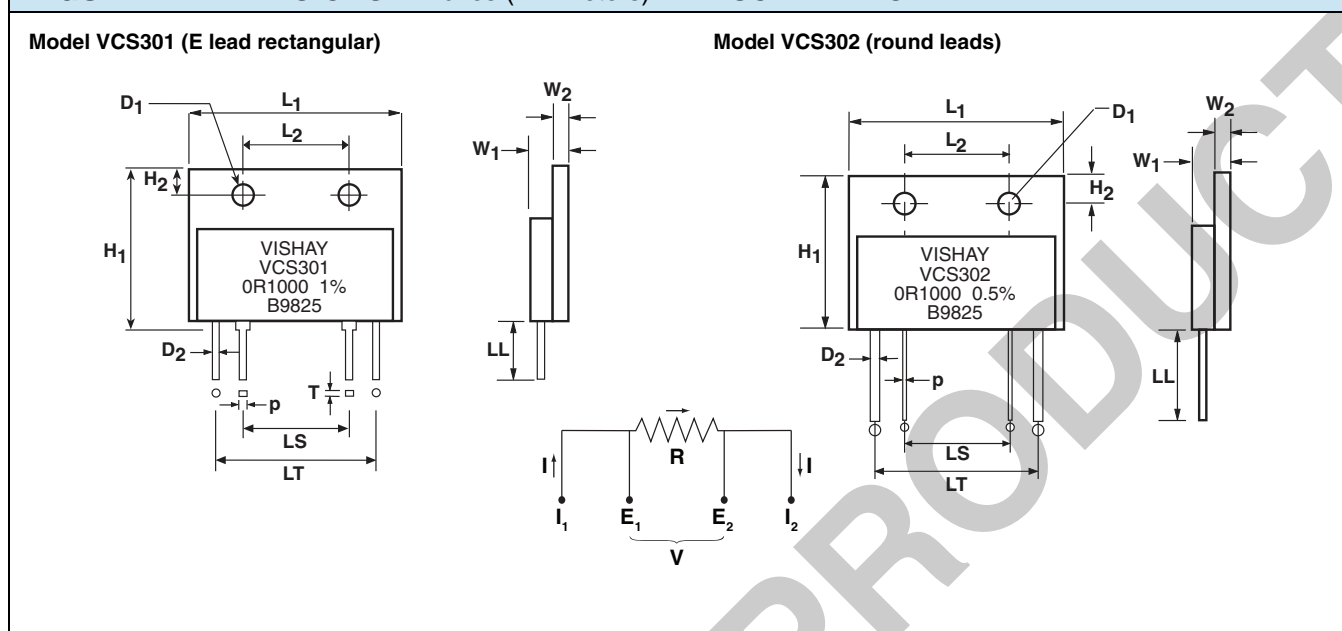 Model VCS301 (E lead rectangular)
Model VCS302 (round leads)
D1
L1
L2
H2
H1
VISHAY
VCS301
0R1000 1%
B9825
D2
p
T
LS
LT
W2
W1
LL
L1
L2
D1
H2
H1
VISHAY
VCS302
0R1000 0.5%
B9825
D2
p
LS
LT
W2
W1
LL
I
R
I
I1
E1
E2
I2
V
PRODUCT